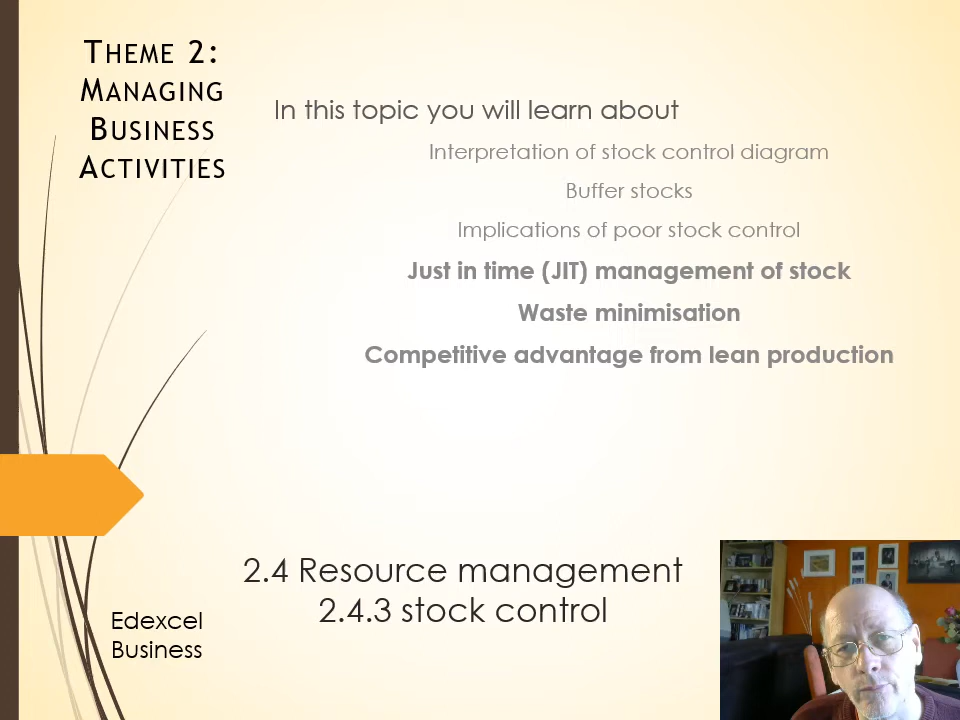 THEME 2:
MANAGING
BUSINESS
ACTIVITIES
In this topic you will learn about
Interpretation of stock control diagram
Buffer stocks
Implications of poor stock control
Just in time (JIT) management of stock
Waste minimisation
Competitive advantage from lean production
2.4 Resource management
2.4.3 stock control
Edexcel
Business